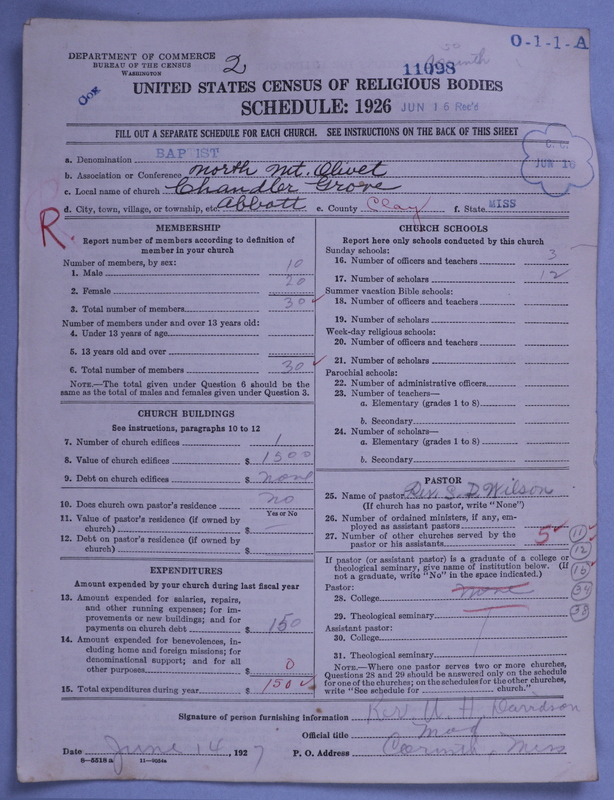 0-1-1-A
DEPARTMENT OF COMMERCE
BUREAU OF THE CENSUS
WASHINGTON
2
11098
UNITED STATES CENSUS OF RELIGIOUS BODIES
SCHEDULE: 1926 JUN 16 Rec'd
FILL OUT A SEPARATE SCHEDULE FOR EACH CHURCH. SEE INSTRUCTIONS ON THE BACK OF THIS SHEET
a. Denomination BAPTIST
JUN 16
b. Association or Conference North Mt. Olivet
c. Local name of church Chandler Grove
d. City, town, village, or township, etc. Abbott e. County Clay f. State MISS
R.
MEMBERSHIP
Report number of members according to definition of
member in your church
Number of members, by sex:
1. Male 10
2. Female 20
3. Total number of members 30
Number of members under and over 13 years old:
4. Under 13 years of age
5. 13 years old and over
6. Total number of members 30
NOTE.—The total given under Question 6 should be the
same as the total of males and females given under Question 3.
CHURCH BUILDINGS
See instructions, paragraphs 10 to 12
7. Number of church edifices 1
8. Value of church edifices $ 1500
9. Debt on church edifices $ none
10. Does church own pastor's residence no
Yes or No
11. Value of pastor's residence (if owned by
church) $
12. Debt on pastor's residence (if owned by
church) $
EXPENDITURES
Amount expended by your church during last fiscal year
13. Amount expended for salaries, repairs,
and other running expense; for im-
provements or new buildings; and for
payments on church debt $ 150
14. Amount expended for benevolences, in-
cluding home and foreign missions; for
denominational support; and for all
other purposes $ 0
15. Total expenditures during year $ 150
CHURCH SCHOOLS
Report here only schools conducted by this church
Sunday schools:
16. Number of officers and teachers 3
17. Number of scholars 12
Summer vacation Bible schools:
18. Number of officers and teachers
19. Number of scholars
Week-day religious schools:
20. Number of officers and teachers
21. Number of scholars
Parochial schools:
22. Number of administrative officers
23. Number of teachers—
a. Elementary (grades 1 to 8)
b. Secondary
24. Number of scholars—
a. Elementary (grades 1 to 8)
b. Secondary
PASTOR
25. Name of pastor Rev. S. D. Wilson
(If church has no pastor, write "None")
26. Number of ordained ministers, if any, em-
ployed as assistant pastors
27. Number of other churches served by the
pastor or his assistants 5
11
12
16
34
38
If pastor (or assistant pastor) is a graduate of a college or
theological seminary, give name of institution below. (If
not a graduate, write "No" in the space indicated.)
Pastor:
28. College None
29. Theological seminary
Assistant pastor:
30. College
31. Theological seminary
NOTE.—Where one pastor serves two or more churches,
Questions 28 and 29 should be answered only on the schedule
for one of the churches; on the schedules for the other churches,
write "See schedule for church."
Signature of person furnishing information Rev. A. H. Davidson
Official title Mod
Date June 14, 1927 P. O. Address Corinth, Miss
8—5518 a 11—9084a